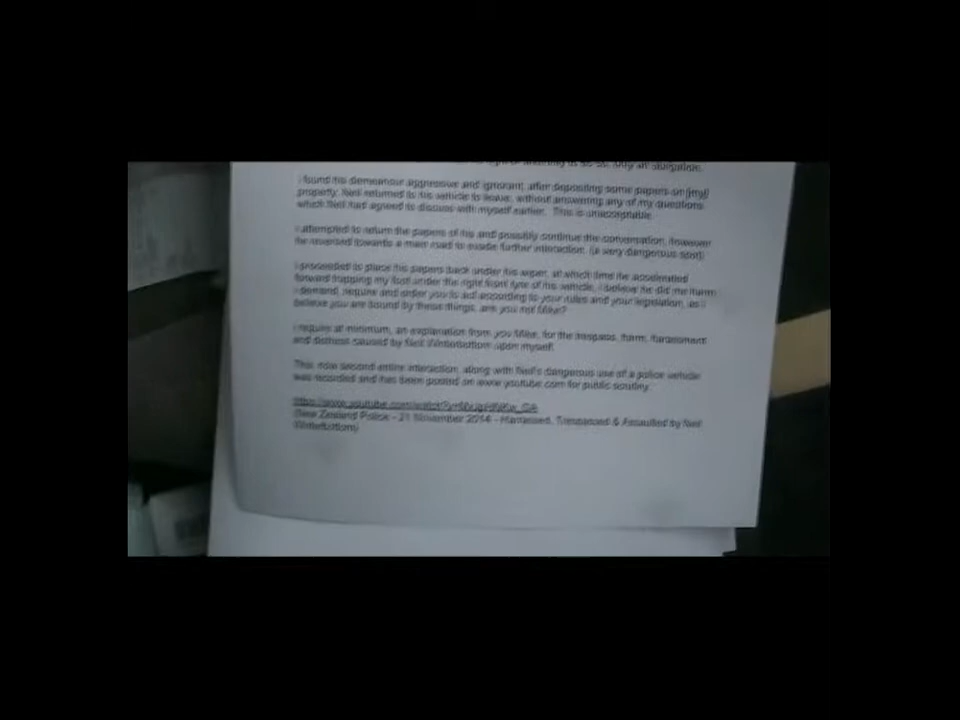 only an obligation.
I found his demeanour aggressive and ignorant, after depositing some papers on [my]
property, Neil returned to his vehicle to leave, without answering any of my questions,
which Neil had agreed to discuss with myself earlier. This is unacceptable.
I attempted to return the papers of his and possibly continue the conversation, however
he reversed towards a main road to evade further interaction. (a very dangerous spot)
I proceeded to place his papers back under his wiper, at which time he accelerated
forward trapping my foot under the right front tyre of his vehicle, I believe he did me harm.
I demand, require and order you to act according to your rules and your legislation, as I
believe you are bound by these things, are you not Mike?
I require at minimum, an explanation from you Mike, for the trespass, harm, harassment
and distress caused by Neil Winterbottom upon myself.
This now second entire interaction, along with Neil's dangerous use of a police vehicle
was recorded and has been posted on www.youtube.com for public scrutiny.
(New Zealand Police - 21 November 2014 - Harrassed, Trespassed & Assaulted by Neil
Winterbottom)